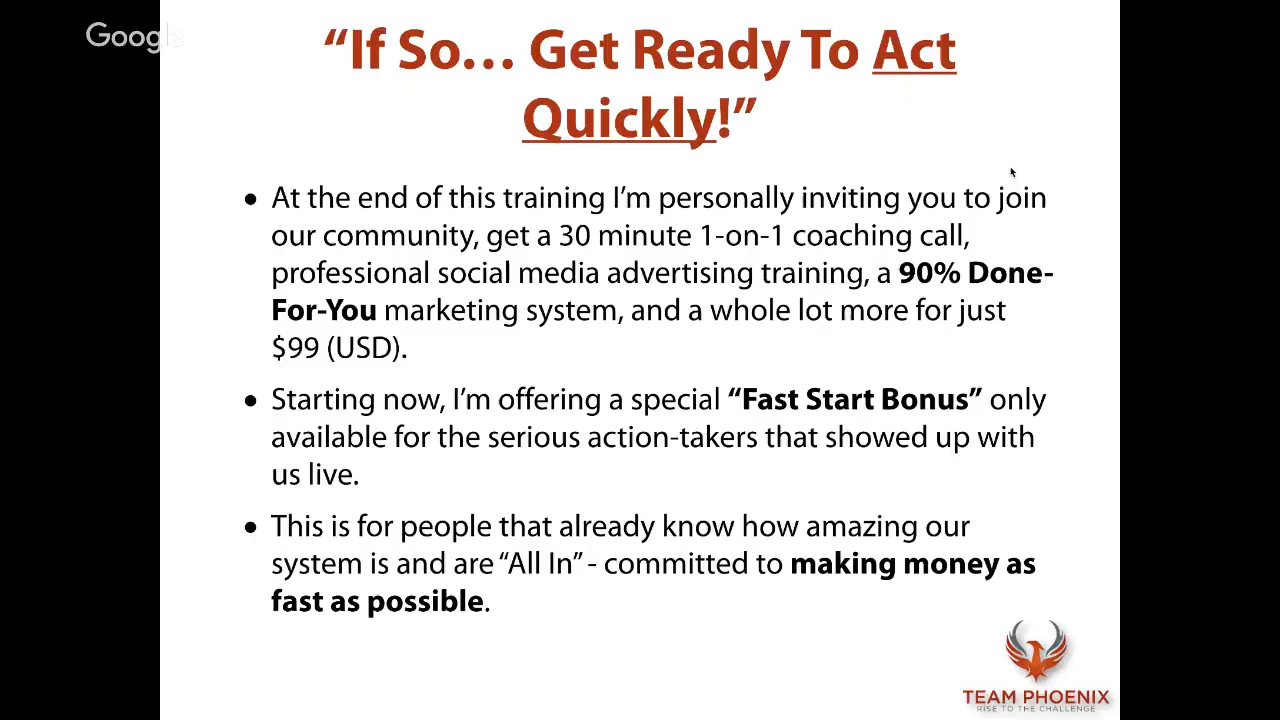 Google
“If So… Get Ready To Act
Quickly!”
• At the end of this training I’m personally inviting you to join
our community, get a 30 minute 1-on-1 coaching call,
professional social media advertising training, a 90% Done-
For-You marketing system, and a whole lot more for just
$99 (USD).
• Starting now, I’m offering a special “Fast Start Bonus” only
available for the serious action-takers that showed up with
us live.
• This is for people that already know how amazing our
system is and are “All In” - committed to making money as
fast as possible.
TEAM PHOENIX
RISE TO THE CHALLENGE